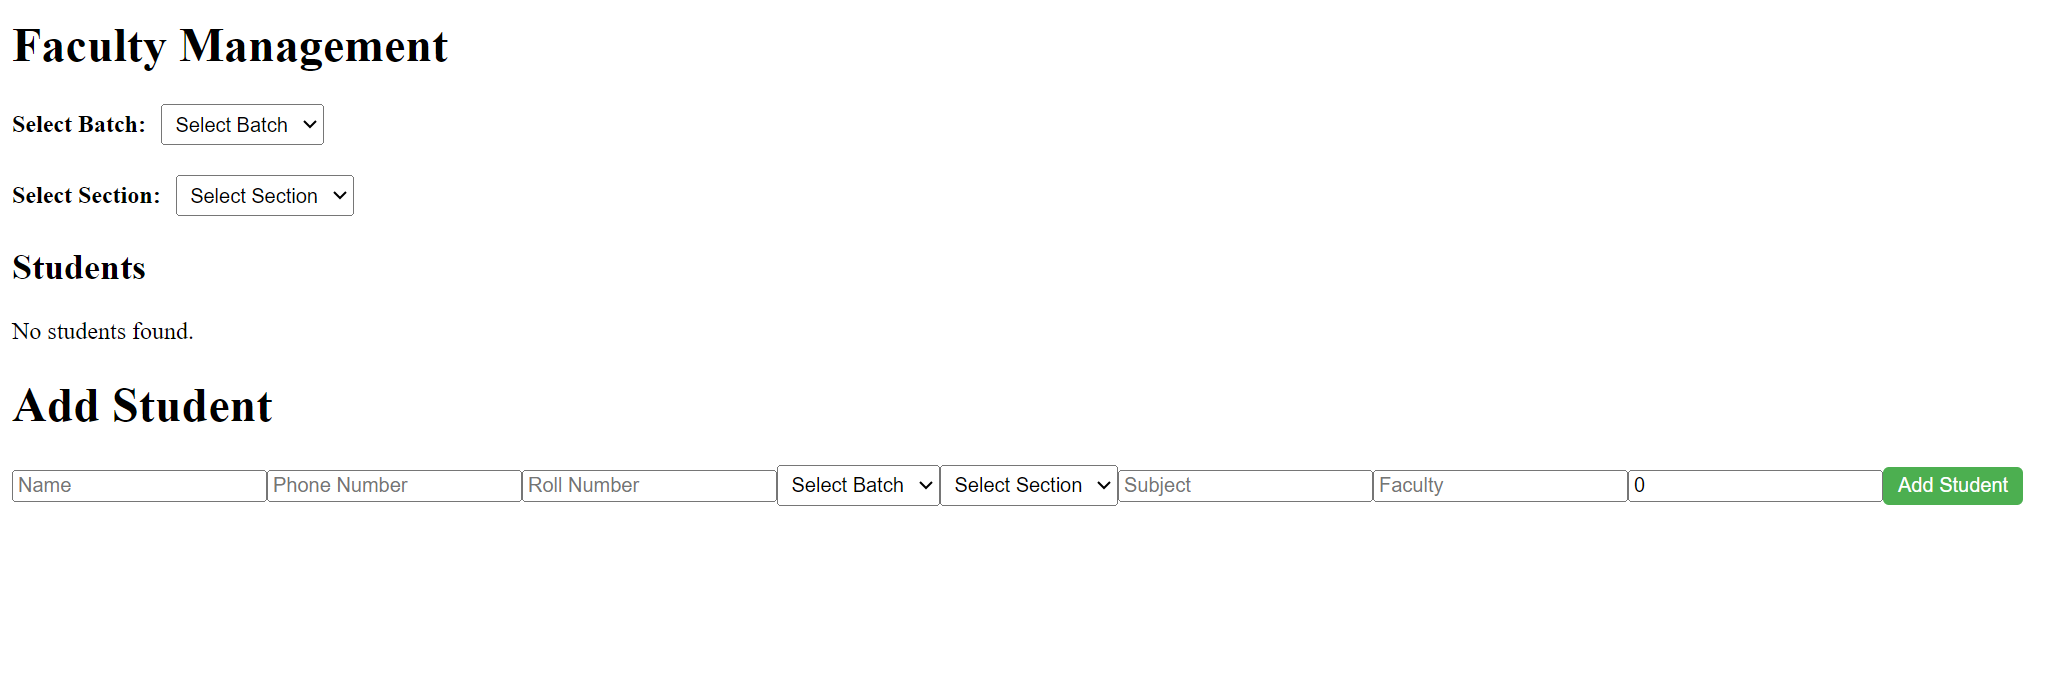 Faculty Management
Select Batch: Select Batch
Select Section: Select Section
Students
No students found.
Add Student
Name Phone Number Roll Number Select Batch Select Section Subject Faculty 0 Add Student